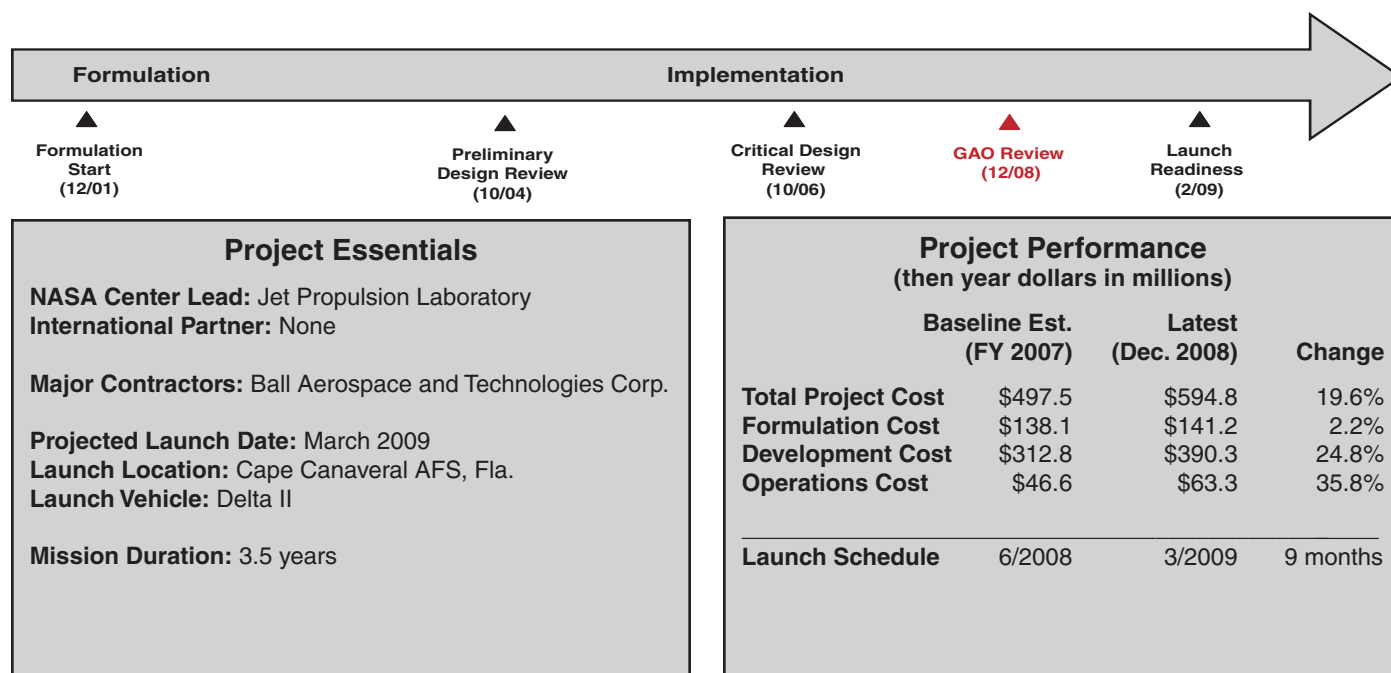 Formulation
Implementation
Formulation
Start
(12/01)
Preliminary
Design Review
(10/04)
Critical Design
Review
(10/06)
GAO Review
(12/08)
Launch
Readiness
(2/09)
Project Essentials
NASA Center Lead: Jet Propulsion Laboratory
International Partner: None
Major Contractors: Ball Aerospace and Technologies Corp.
Projected Launch Date: March 2009
Launch Location: Cape Canaveral AFS, Fla.
Launch Vehicle: Delta II
Mission Duration: 3.5 years
Project Performance
(then year dollars in millions)
Baseline Est. Latest
(FY 2007) (Dec. 2008) Change
Total Project Cost $497.5 $594.8 19.6%
Formulation Cost $138.1 $141.2 2.2%
Development Cost $312.8 $390.3 24.8%
Operations Cost $46.6 $63.3 35.8%
Launch Schedule 6/2008 3/2009 9 months